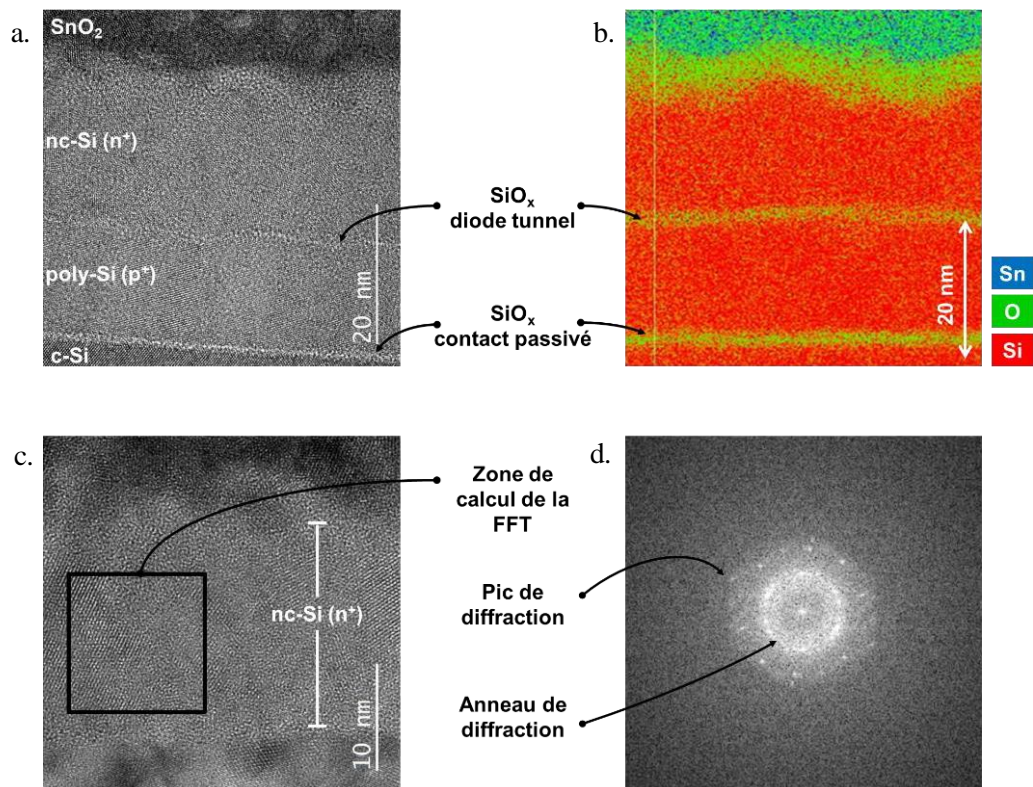 a.
SnO₂
nc-Si (n⁺)
poly-Si (p⁺)
c-Si
20 nm
SiOₓ
diode tunnel
SiOₓ
contact passivé
b.
20 nm
Sn
O
Si
c.
nc-Si (n⁺)
10 nm
Zone de
calcul de la
FFT
Pic de
diffraction
Anneau de
diffraction
d.